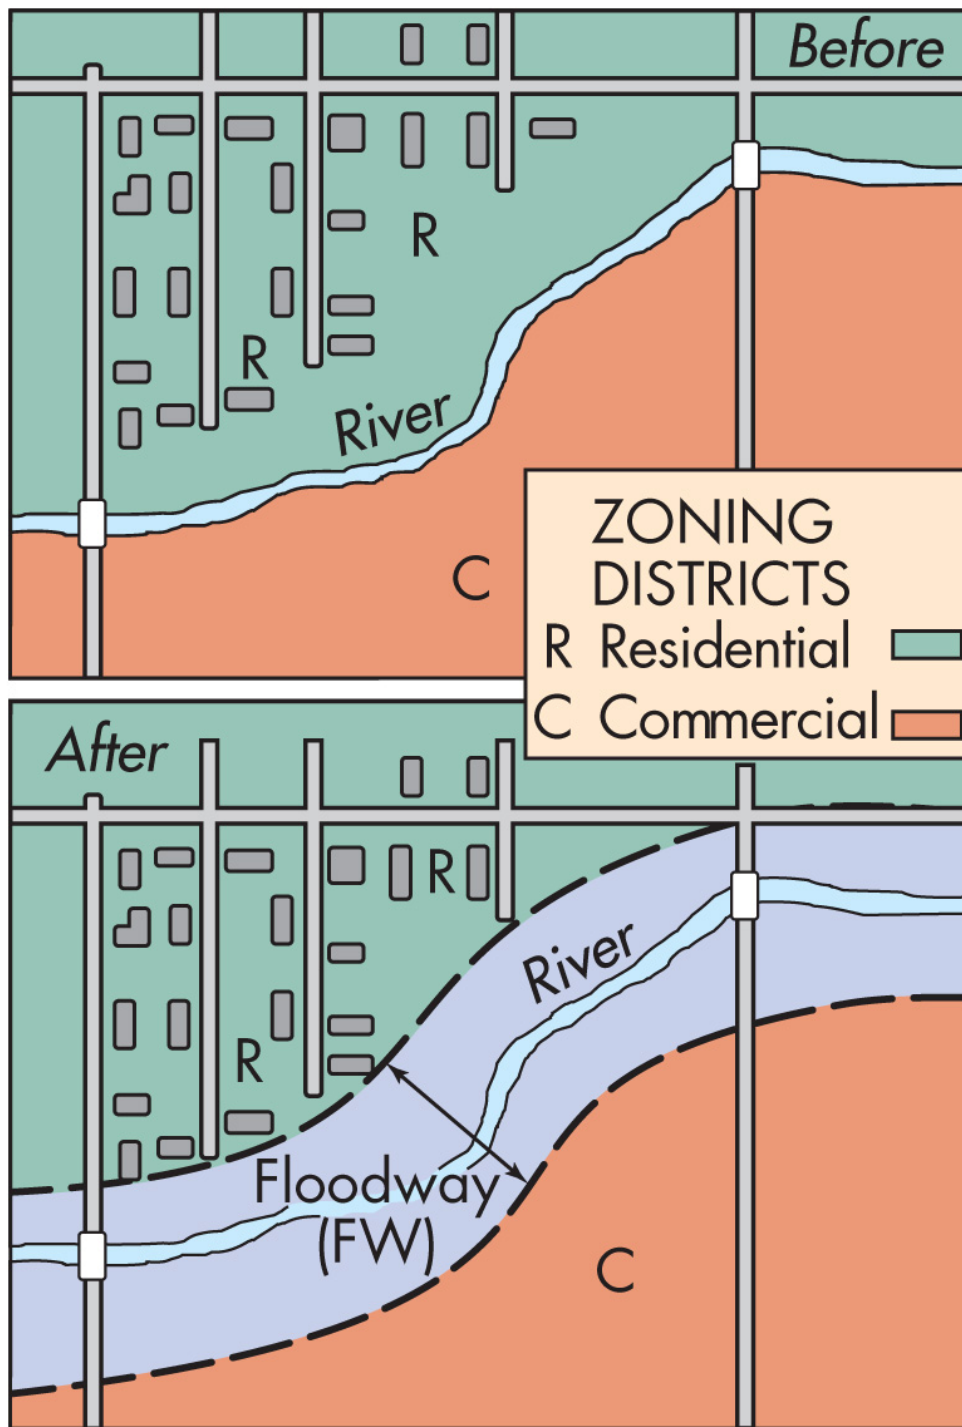 Before
R
R
River
C
ZONING
DISTRICTS
R Residential
C Commercial
After
R
River
R
Floodway
(FW)
C